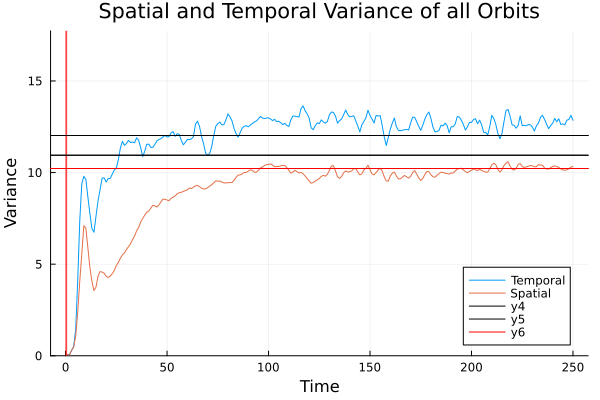 Spatial and Temporal Variance of all Orbits
15
10
5
0
Variance
0 50 100 150 200 250
Time
Temporal
Spatial
y4
y5
y6